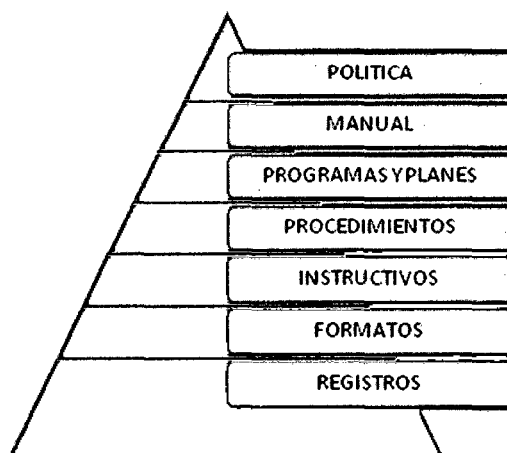 POLITICA
MANUAL
PROGRAMAS Y PLANES
PROCEDIMIENTOS
INSTRUCTIVOS
FORMATOS
REGISTROS